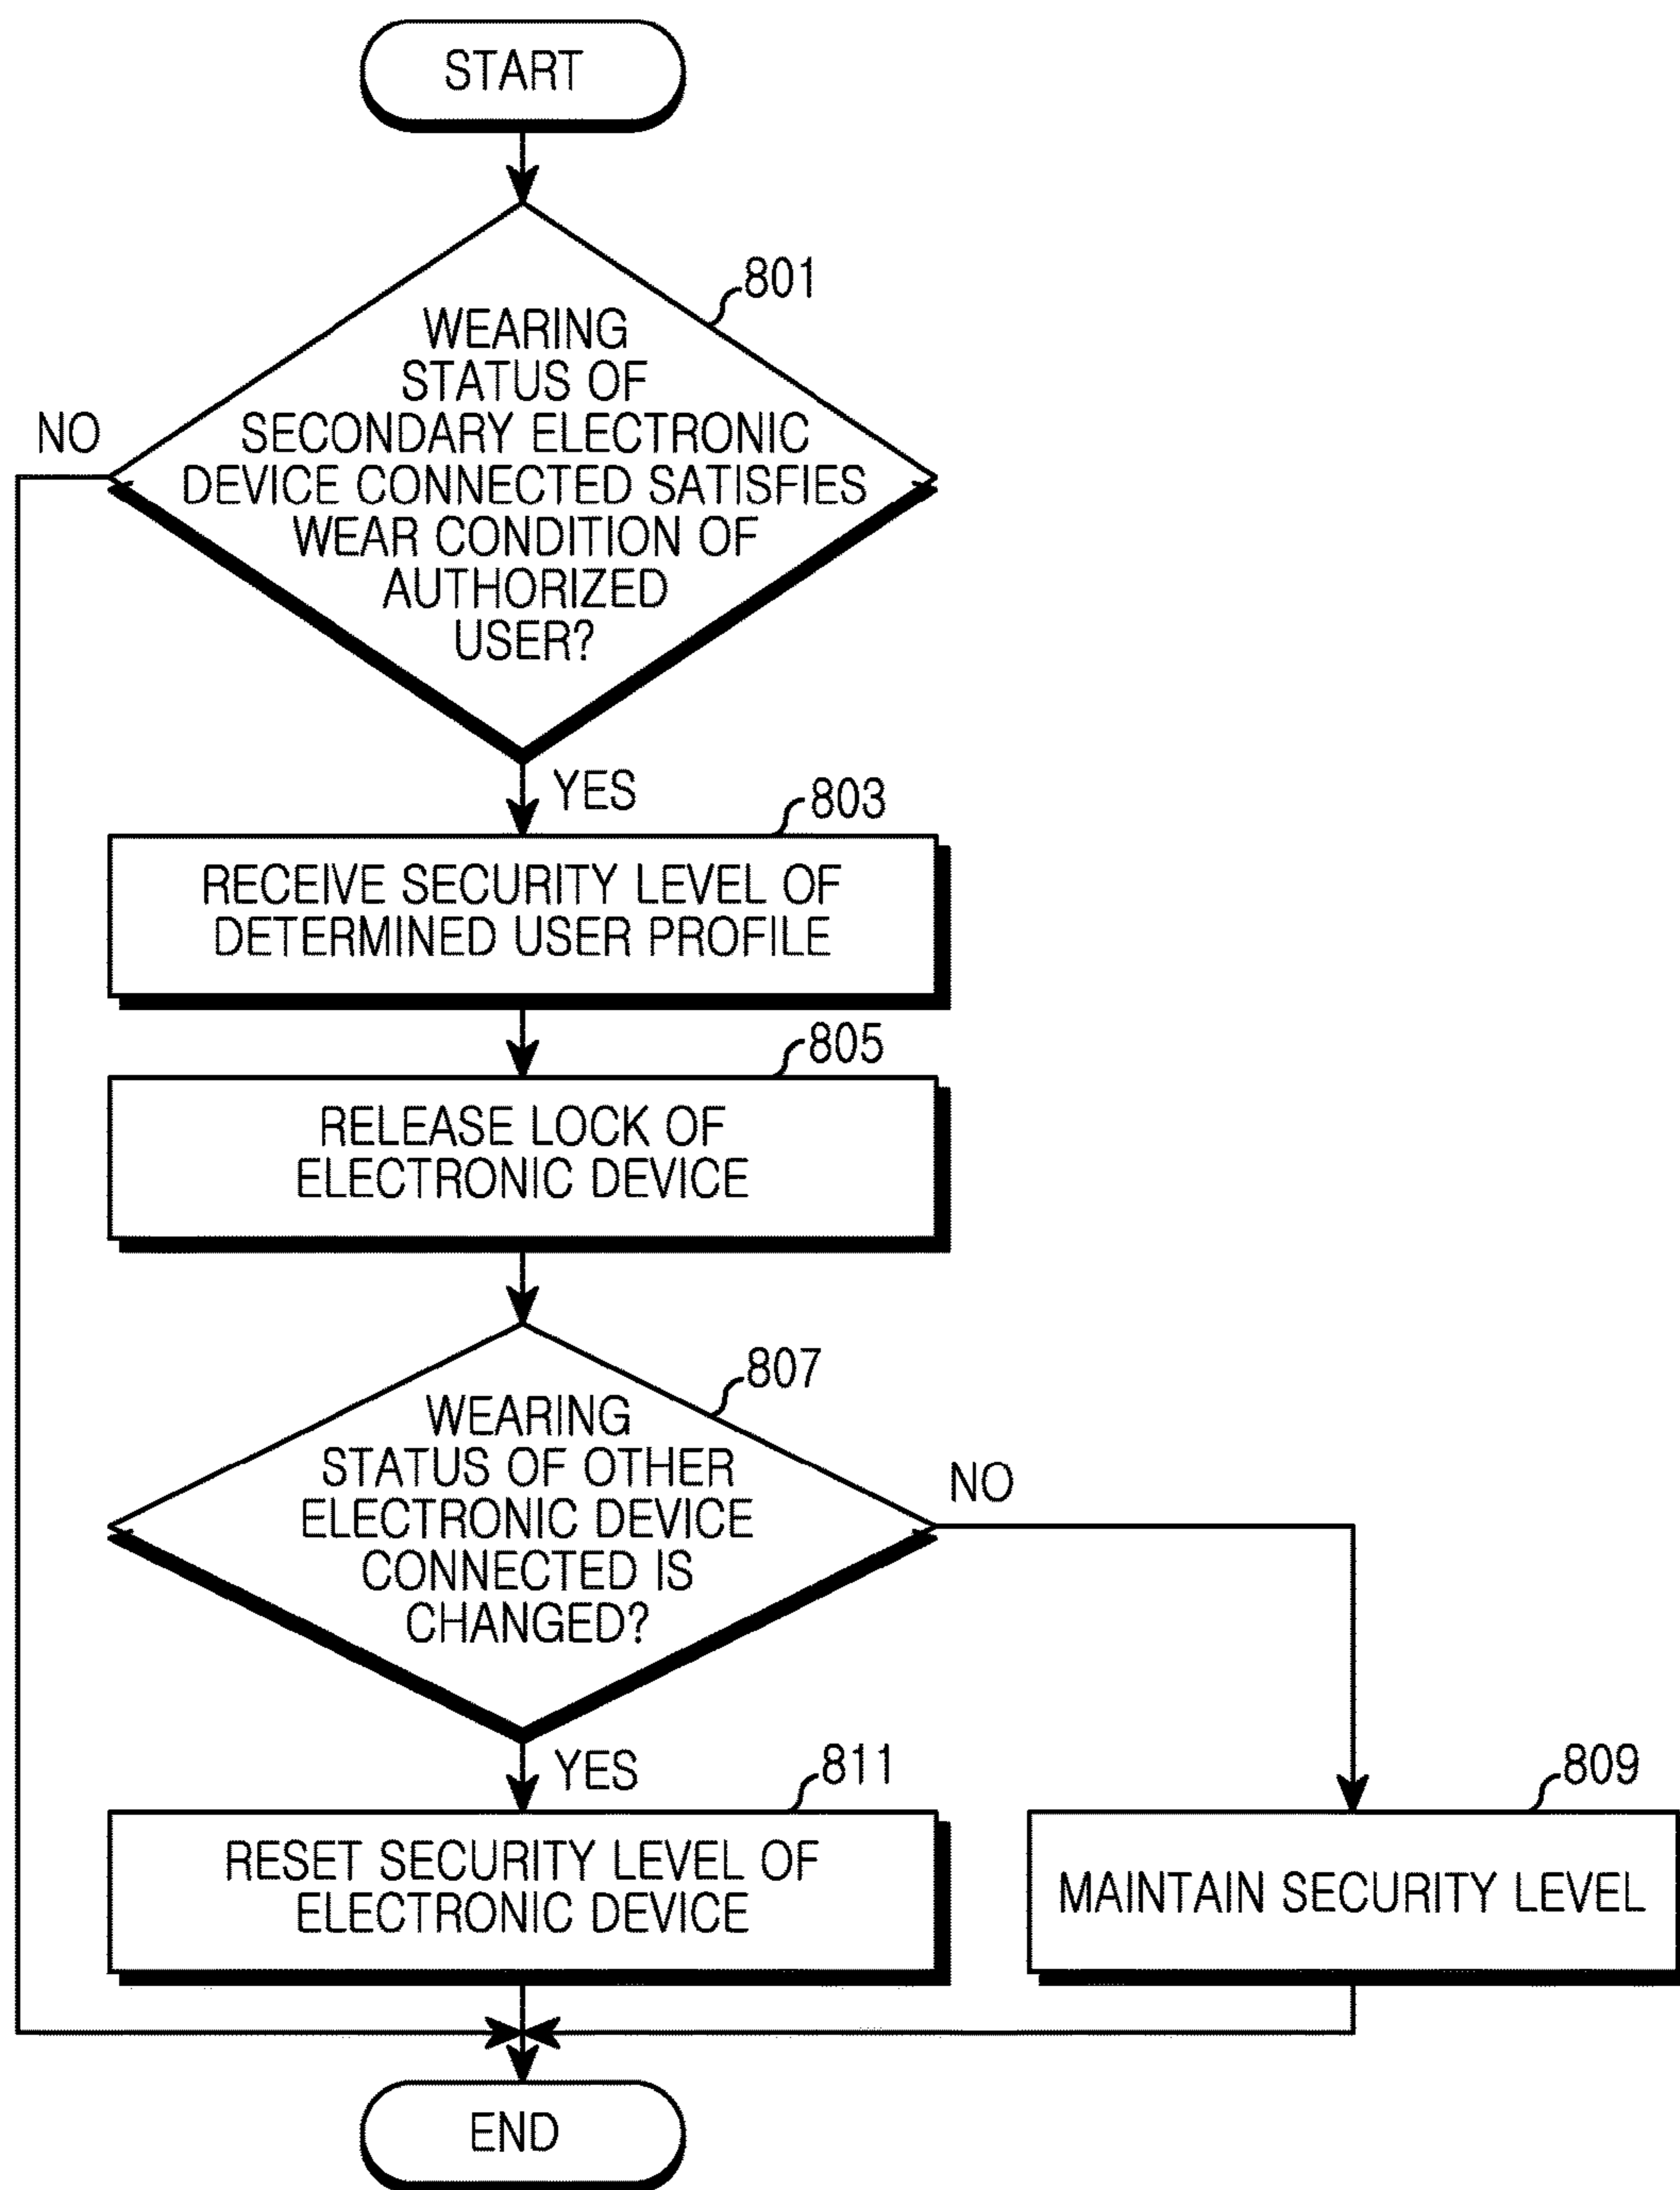 START
801
WEARING
STATUS OF
SECONDARY ELECTRONIC
DEVICE CONNECTED SATISFIES
WEAR CONDITION OF
AUTHORIZED
USER?
NO
YES
803
RECEIVE SECURITY LEVEL OF
DETERMINED USER PROFILE
805
RELEASE LOCK OF
ELECTRONIC DEVICE
807
WEARING
STATUS OF OTHER
ELECTRONIC DEVICE
CONNECTED IS
CHANGED?
NO
YES
811
RESET SECURITY LEVEL OF
ELECTRONIC DEVICE
809
MAINTAIN SECURITY LEVEL
END